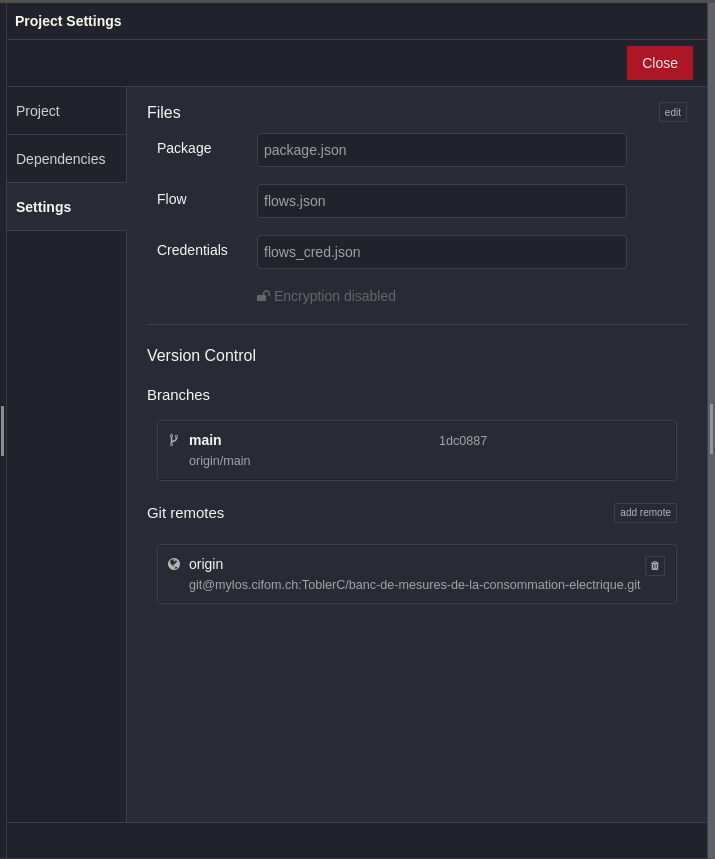 Project Settings
Close
Project
Dependencies
Settings
Files
edit
Package
package.json
Flow
flows.json
Credentials
flows_cred.json
Encryption disabled
Version Control
Branches
main
1dc0887
origin/main
Git remotes
add remote
origin
git@mylos.cifom.ch:ToblerC/banc-de-mesures-de-la-consommation-electrique.git